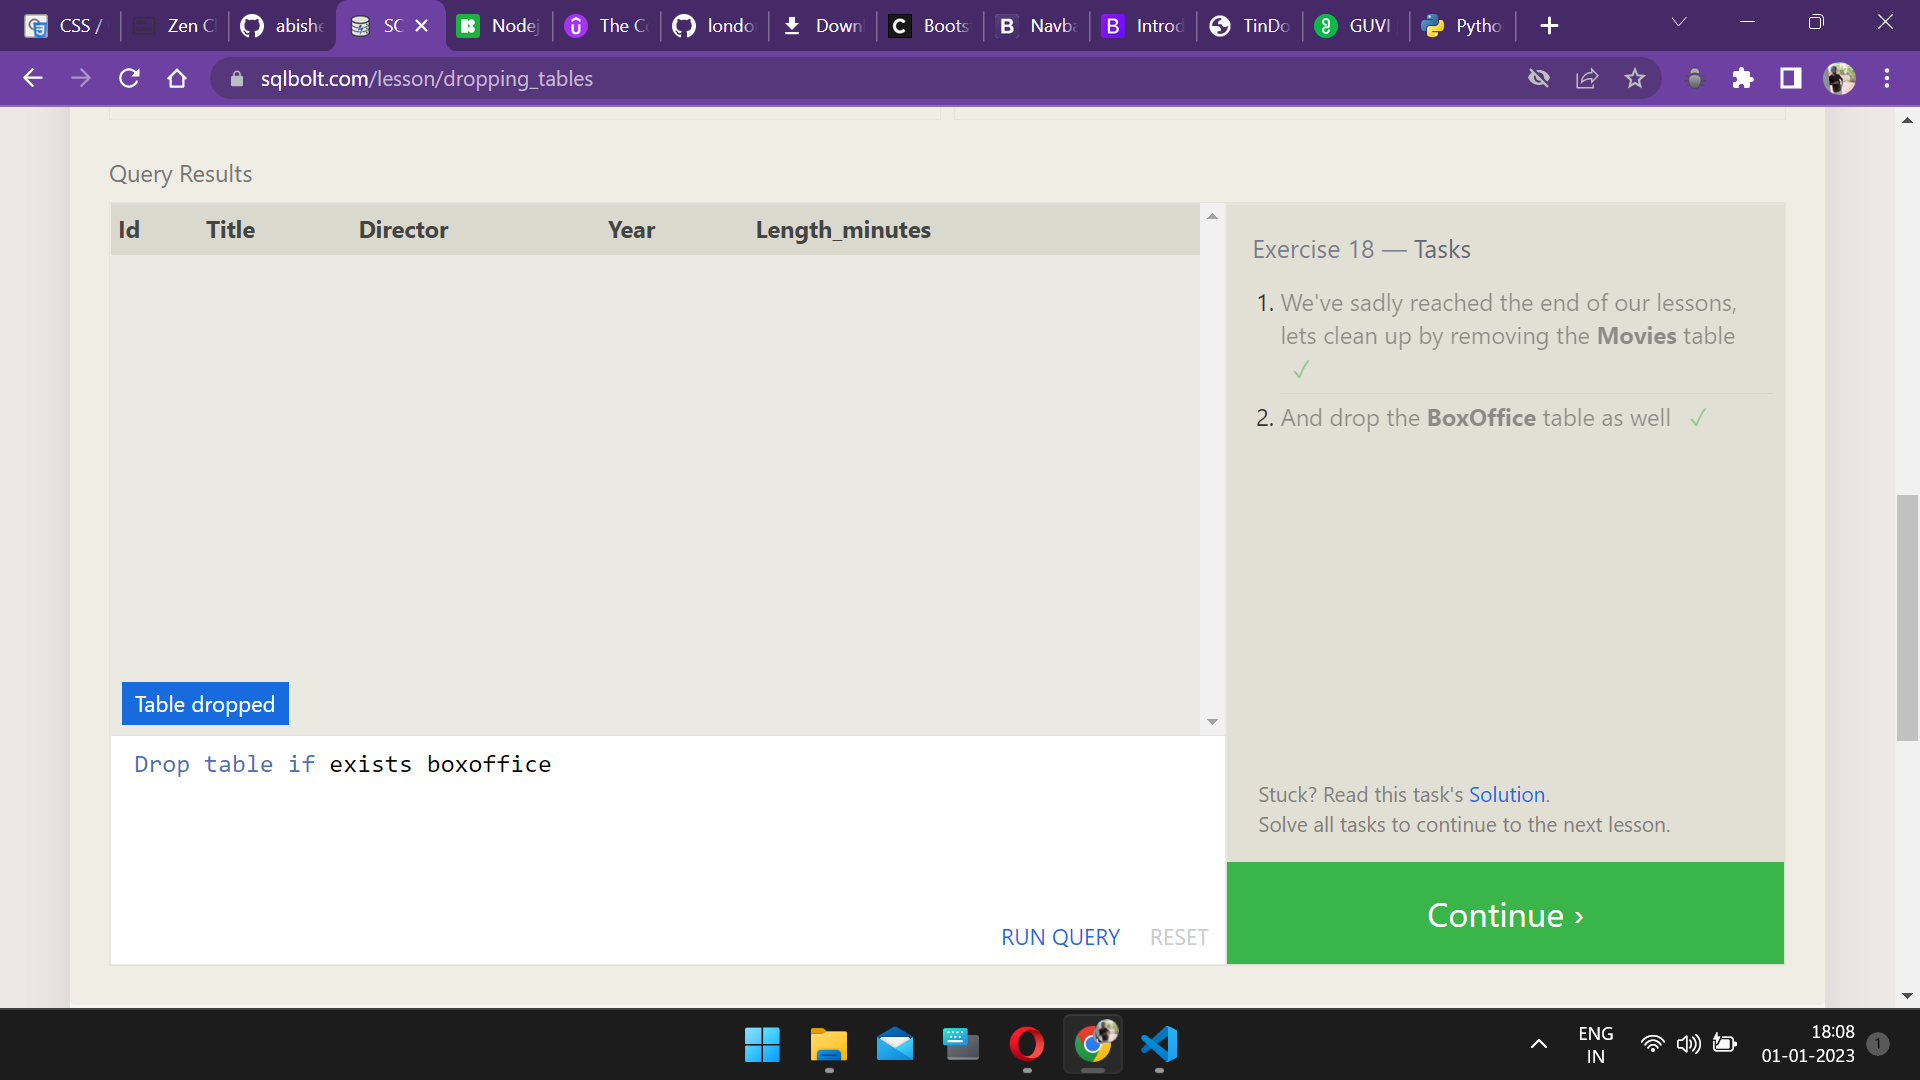 CSS /
Zen C
abishe
SC
Nodej
The C
londo
Down
Boots
Navba
Introd
TinDo
GUVI
Pytho
sqlbolt.com/lesson/dropping_tables
Query Results
Id Title Director Year Length_minutes
Table dropped
Drop table if exists boxoffice
RUN QUERY RESET
Exercise 18 — Tasks
1. We've sadly reached the end of our lessons,
lets clean up by removing the Movies table
✓
2. And drop the BoxOffice table as well ✓
Stuck? Read this task's Solution.
Solve all tasks to continue to the next lesson.
Continue ›
ENG
IN
18:08
01-01-2023
1